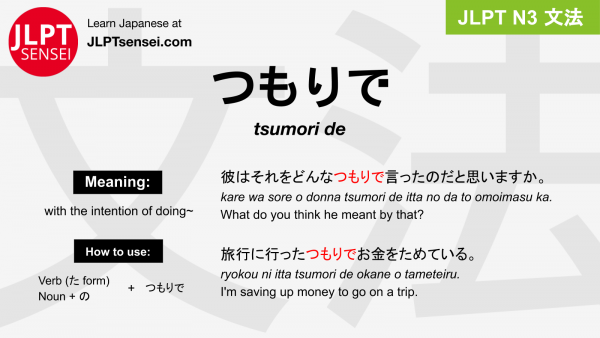 JLPT
SENSEI
Learn Japanese at
JLPTsensei.com
JLPT N3 文法
文法
つもりで
tsumori de
Meaning:
with the intention of doing~
How to use:
Verb (た form)
Noun + の
+ つもりで
彼はそれをどんなつもりで言ったのだと思いますか。
kare wa sore o donna tsumori de itta no da to omoimasu ka.
What do you think he meant by that?
旅行に行ったつもりでお金をためている。
ryokou ni itta tsumori de okane o tameteiru.
I'm saving up money to go on a trip.